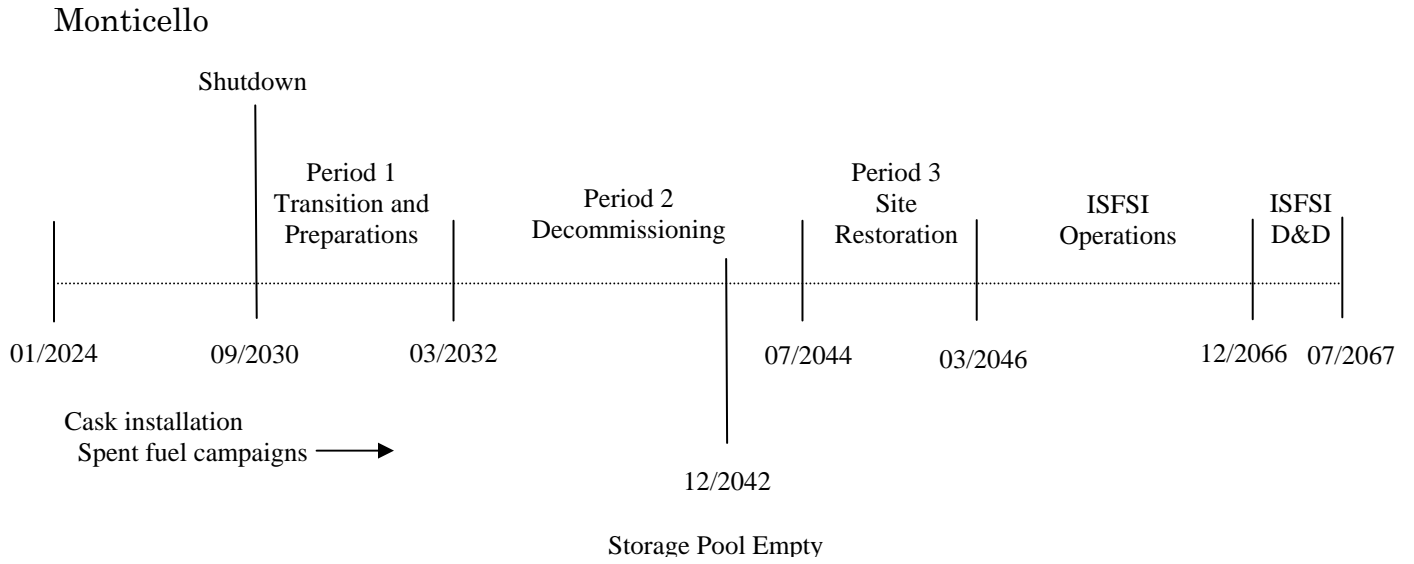 Monticello
Shutdown
Period 1
Transition and
Preparations
Period 2
Decommissioning
Period 3
Site
Restoration
ISFSI
Operations
ISFSI
D&D
01/2024
09/2030
03/2032
07/2044
03/2046
12/2066
07/2067
Cask installation
Spent fuel campaigns
12/2042
Storage Pool Empty